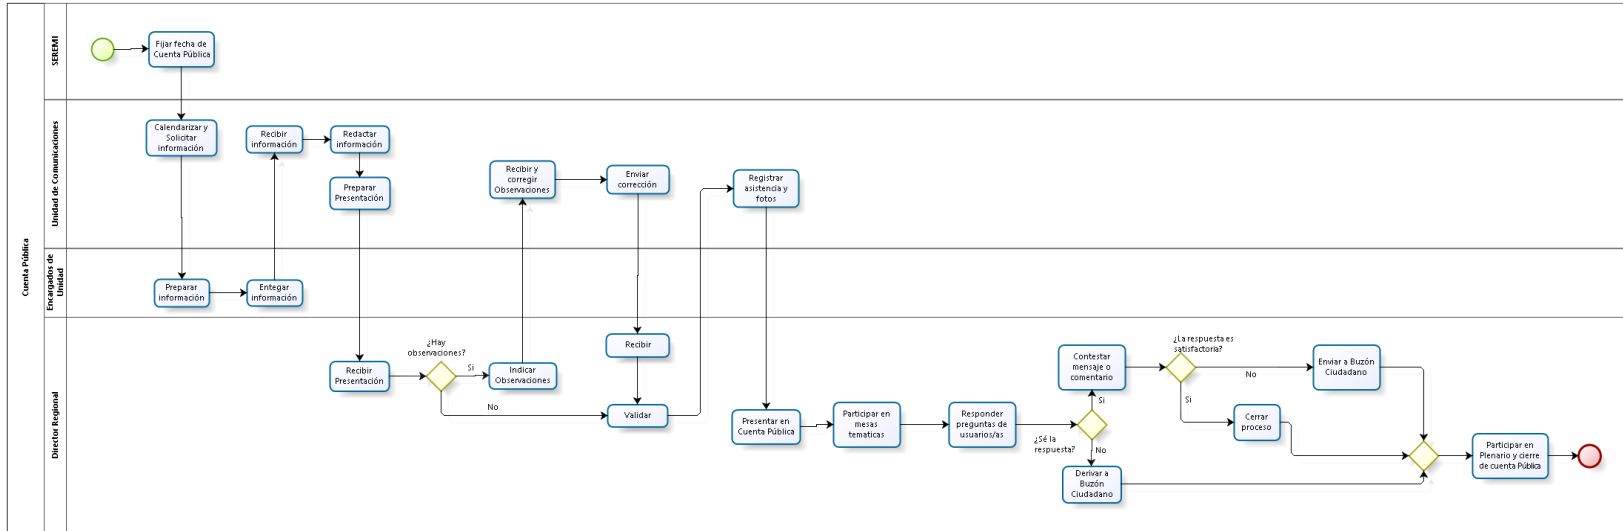 Cuenta Pública
SEREMI
Fijar fecha de
Cuenta Pública
Unidad de Comunicaciones
Calendarizar y
Solicitar
información
Recibir
información
Redactar
información
Preparar
Presentación
Recibir y
corregir
Observaciones
Enviar
corrección
Registrar
asistencia y
fotos
Encargados de
Unidad
Preparar
información
Entegar
información
Director Regional
Recibir
Presentación
¿Hay
observaciones?
Si
No
Indicar
Observaciones
Recibir
Validar
Presentar en
Cuenta Pública
Participar en
mesas
tematicas
Responder
preguntas de
usuarios/as
¿Sé la
respuesta?
Si
No
Contestar
mensaje o
comentario
Derivar a
Buzón
Ciudadano
¿La respuesta es
satisfactoria?
No
Si
Enviar a Buzón
Ciudadano
Cerrar
proceso
Participar en
Plenario y cierre
de cuenta Pública